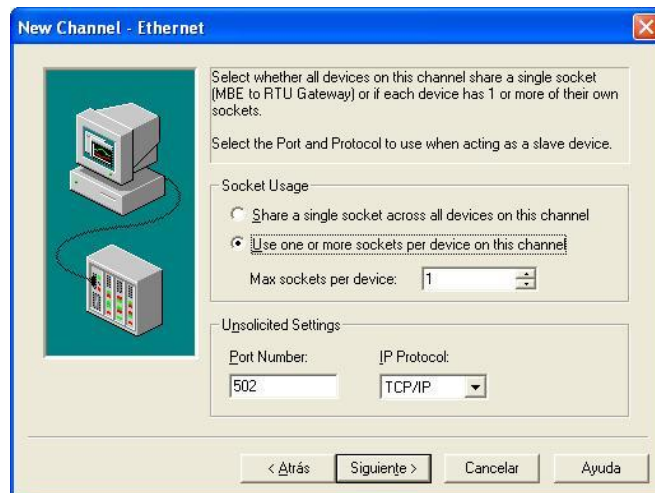 New Channel - Ethernet
Select whether all devices on this channel share a single socket
(MBE to RTU Gateway) or if each device has 1 or more of their own
sockets.
Select the Port and Protocol to use when acting as a slave device.
Socket Usage
Share a single socket across all devices on this channel
Use one or more sockets per device on this channel
Max sockets per device: 1
Unsolicited Settings
Port Number: IP Protocol:
502 TCP/IP
< Atrás Siguiente > Cancelar Ayuda